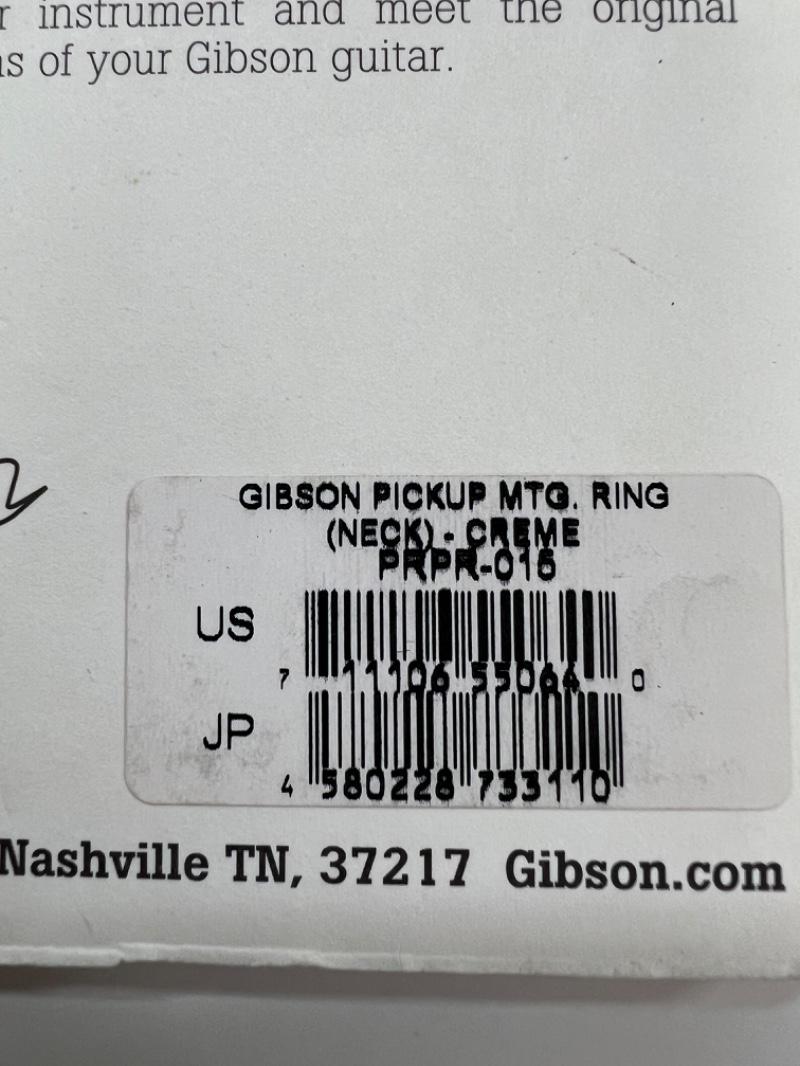 instrument and meet the original
of your Gibson guitar.
GIBSON PICKUP MTG. RING
(NECK) - CREME
PRPR-015
US
7 11106 55064 0
JP
4 580228 733110
Nashville TN, 37217 Gibson.com